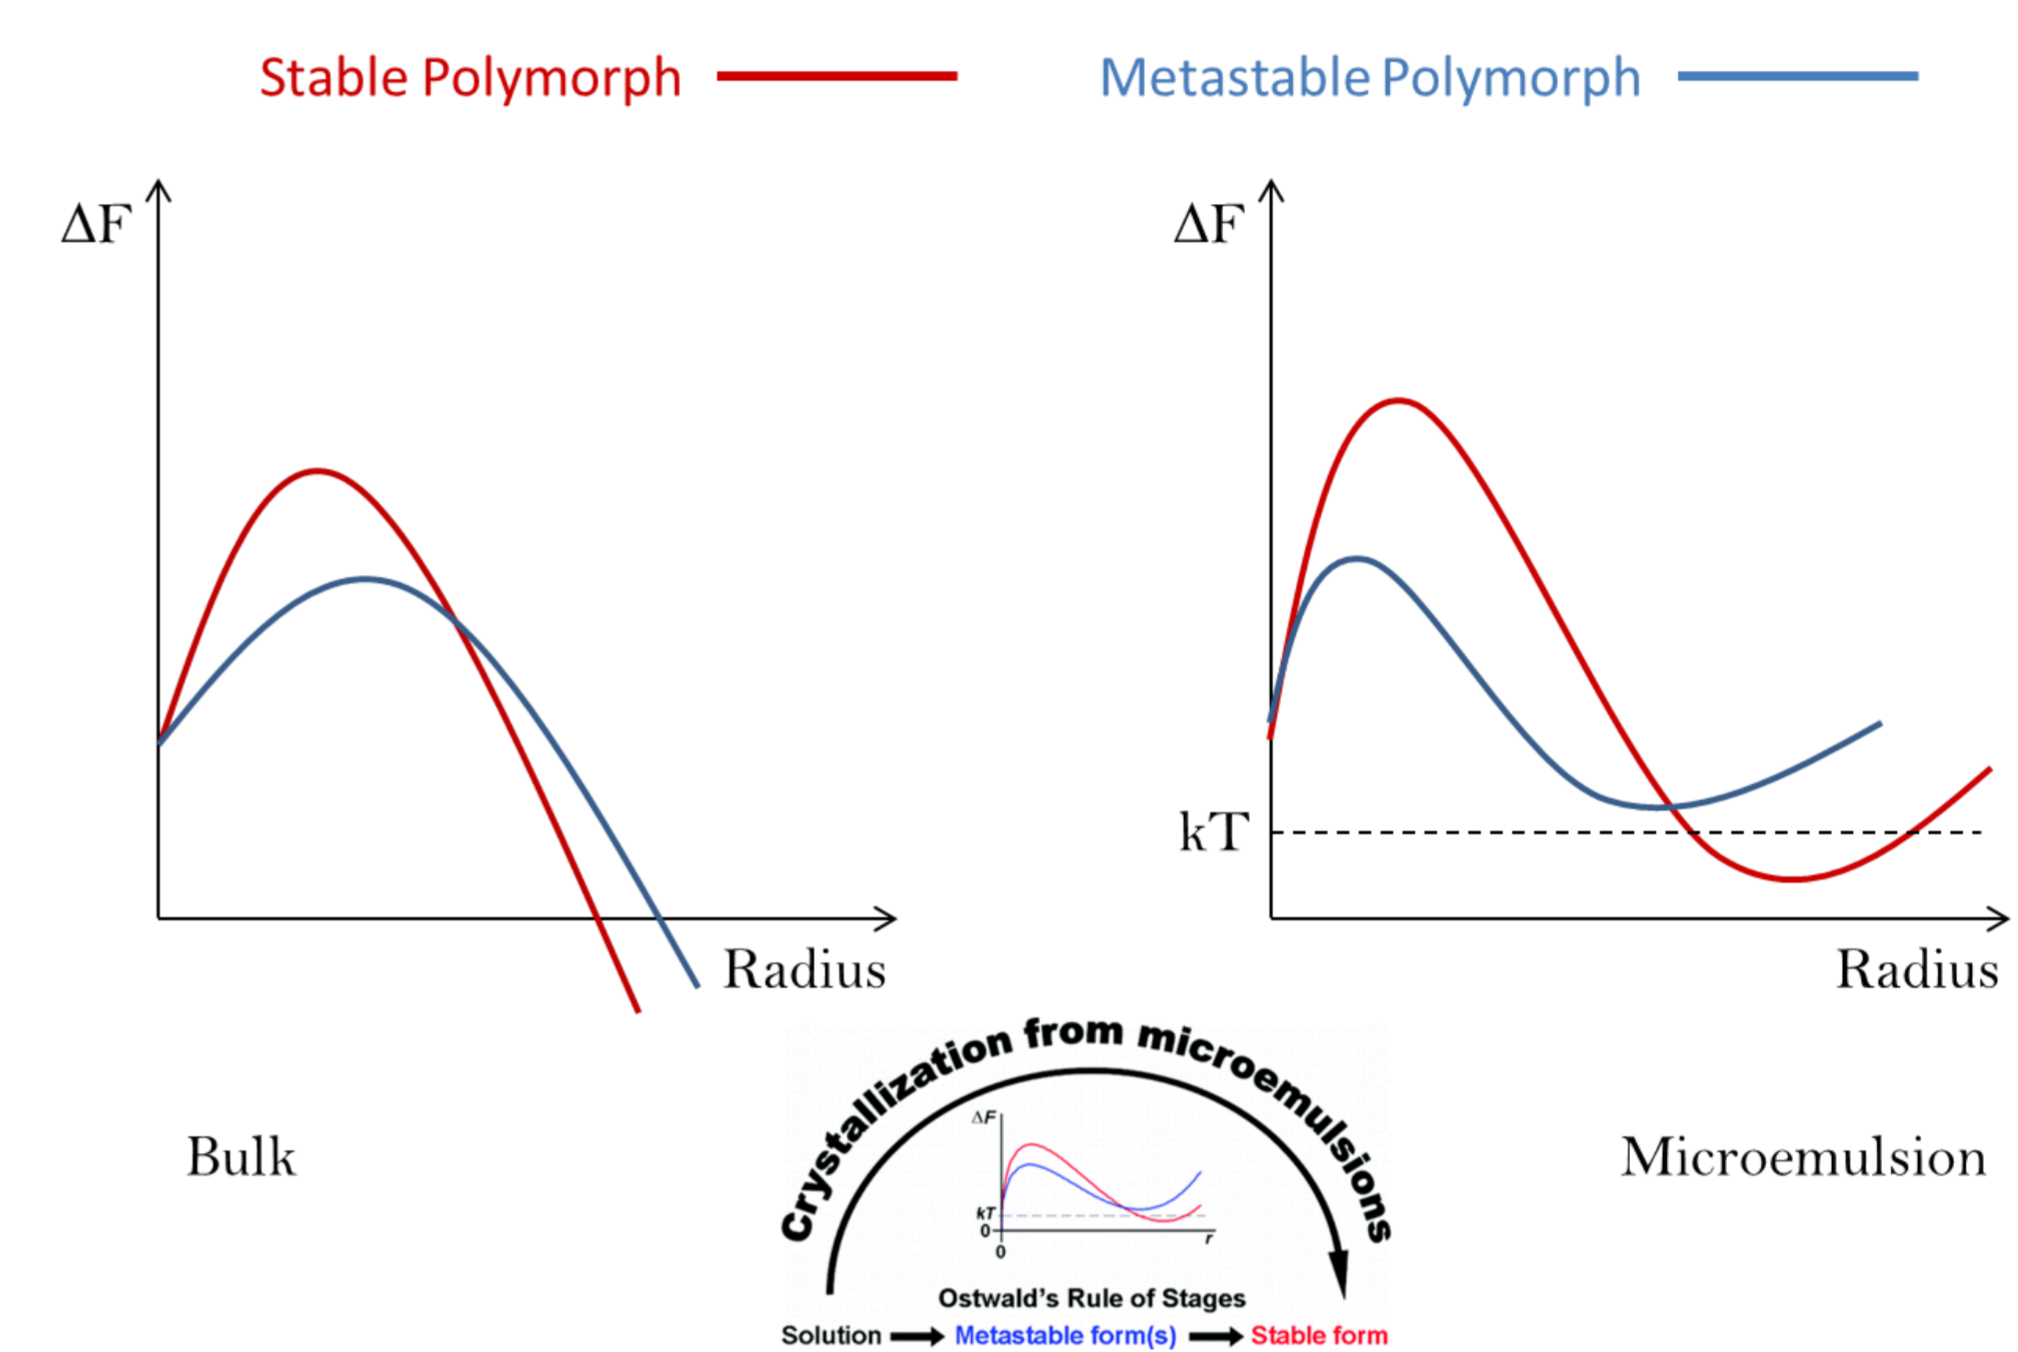 Stable Polymorph
Metastable Polymorph
ΔF
ΔF
kT
Radius
Radius
Bulk
Microemulsion
Crystallization from microemulsions
ΔF
kT
0
0
r
Ostwald's Rule of Stages
Solution Metastable form(s) Stable form